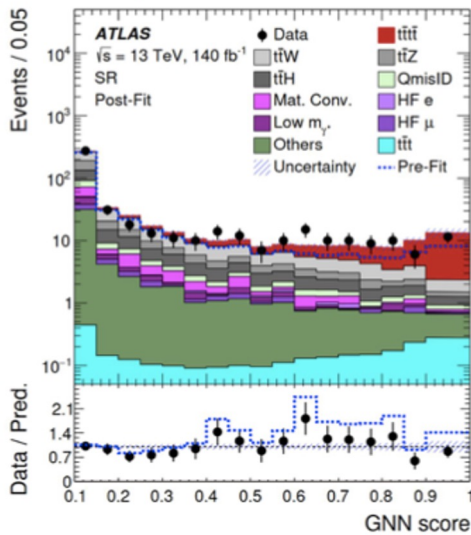 ATLAS
√s = 13 TeV, 140 fb⁻¹
SR
Post-Fit
Data
tt̄W
tt̄H
Mat. Conv.
Low mγ*
Others
Uncertainty
tt̄tt̄
tt̄Z
QmisID
HF e
HF μ
tt̄t
Pre-Fit
Events / 0.05
10⁴
10³
10²
10
1
10⁻¹
Data / Pred.
2.1
1.4
0.7
0
0.1 0.2 0.3 0.4 0.5 0.6 0.7 0.8 0.9 1
GNN score